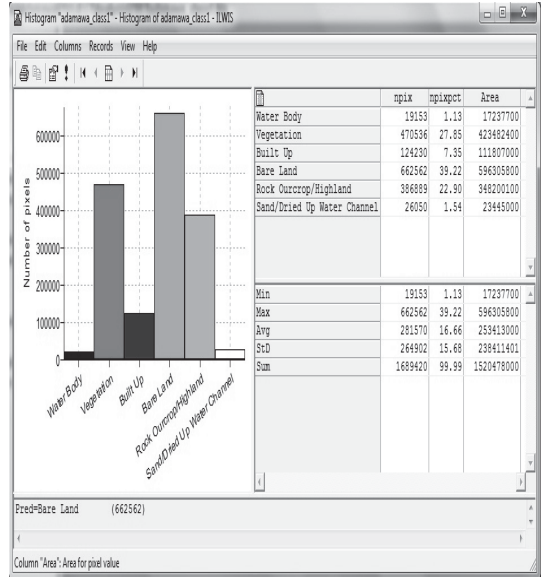 Histogram "adamawa_class1" - Histogram of adamawa_class1 - ILWIS
File Edit Columns Records View Help
npix npixpct Area
Water Body 19153 1.13 17237700
Vegetation 470536 27.85 423482400
Built Up 124230 7.35 111807000
Bare Land 662562 39.22 596305800
Rock Ourcrop/Highland 386889 22.90 348200100
Sand/Dried Up Water Channel 26050 1.54 23445000
Min 19153 1.13 17237700
Max 662562 39.22 596305800
Avg 281570 16.66 253413000
StD 264902 15.68 238411401
Sum 1689420 99.99 1520478000
Number of pixels
600000
500000
400000
300000
200000
100000
0
Water Body
Vegetation
Built Up
Bare Land
Rock Ourcrop/Highland
Sand/Dried Up Water Channel
Pred=Bare Land (662562)
Column "Area": Area for pixel value